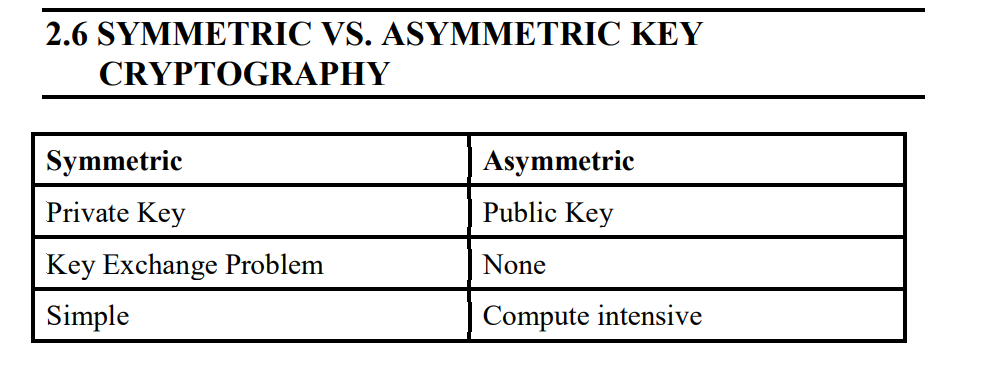 2.6 SYMMETRIC VS. ASYMMETRIC KEY
CRYPTOGRAPHY
Symmetric Asymmetric
Private Key Public Key
Key Exchange Problem None
Simple Compute intensive